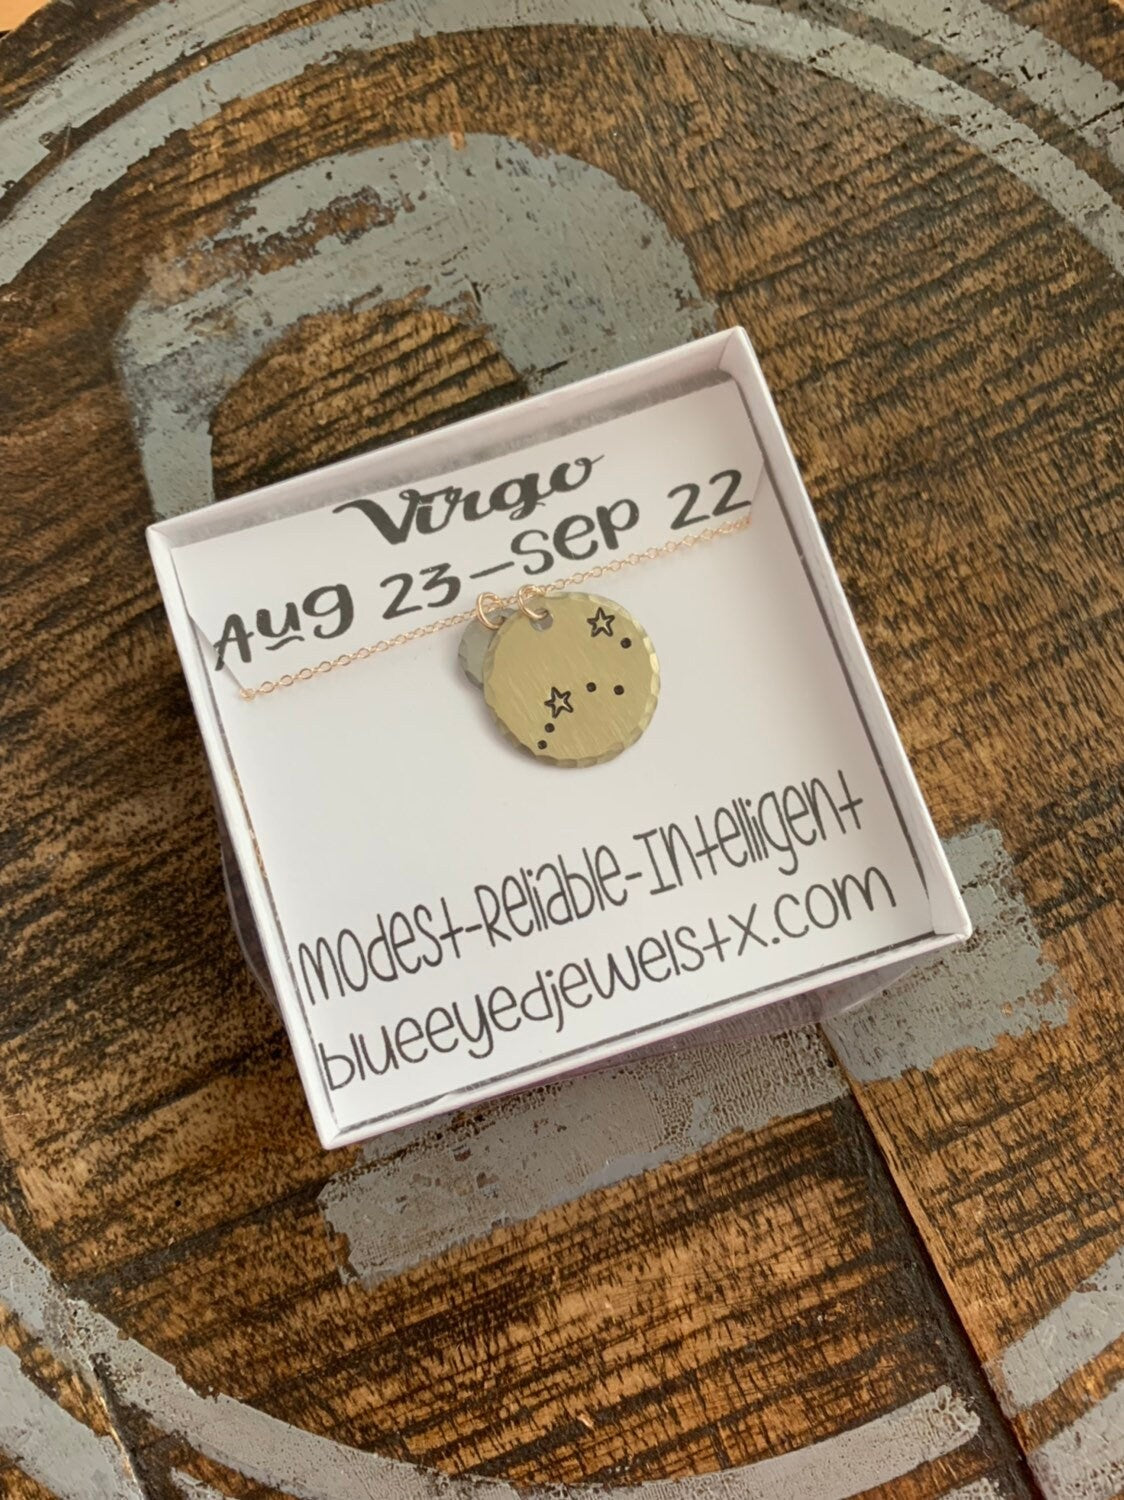 Virgo
Aug 23-Sep 22
Modest-Reliable-Intelligent
blueeyedjewelstx.com